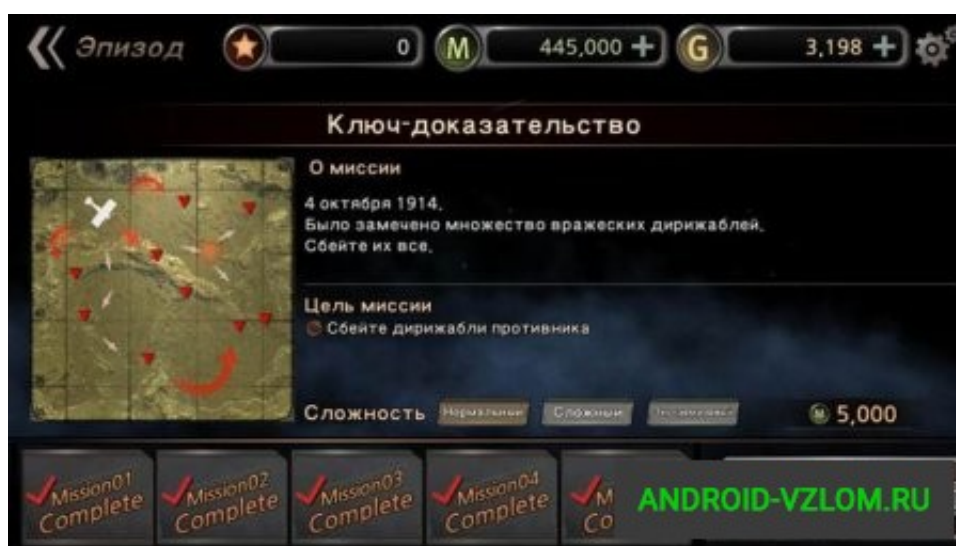 Эпизод
0
M
445,000 +
G
3,198 +
Ключ-доказательство
О миссии
4 октября 1914.
Было замечено множество вражеских дирижаблей.
Сбейте их все.
Цель миссии
Сбейте дирижабли противника
Сложность
Нормальный
Сложный
M 5,000
Mission01
Complete
Mission02
Complete
Mission03
Complete
Mission04
Complete
M
Co
ANDROID-VZLOM.RU